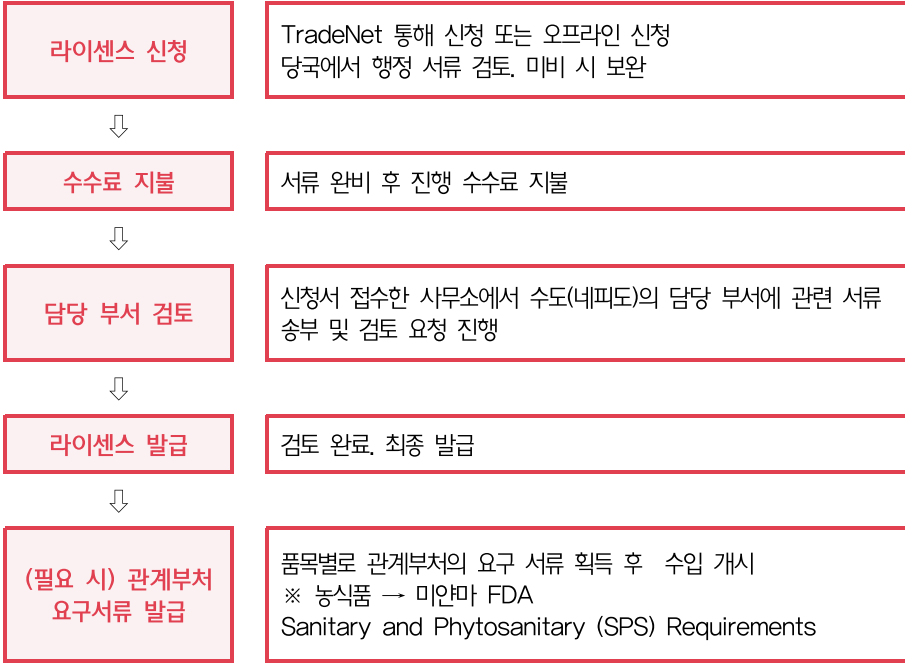 라이센스 신청
TradeNet 통해 신청 또는 오프라인 신청
당국에서 행정 서류 검토. 미비 시 보완
⇩
수수료 지불
서류 완비 후 진행 수수료 지불
⇩
담당 부서 검토
신청서 접수한 사무소에서 수도(네피도)의 담당 부서에 관련 서류
송부 및 검토 요청 진행
⇩
라이센스 발급
검토 완료. 최종 발급
⇩
(필요 시) 관계부처
요구서류 발급
품목별로 관계부처의 요구 서류 획득 후 수입 개시
※ 농식품 → 미얀마 FDA
Sanitary and Phytosanitary (SPS) Requirements